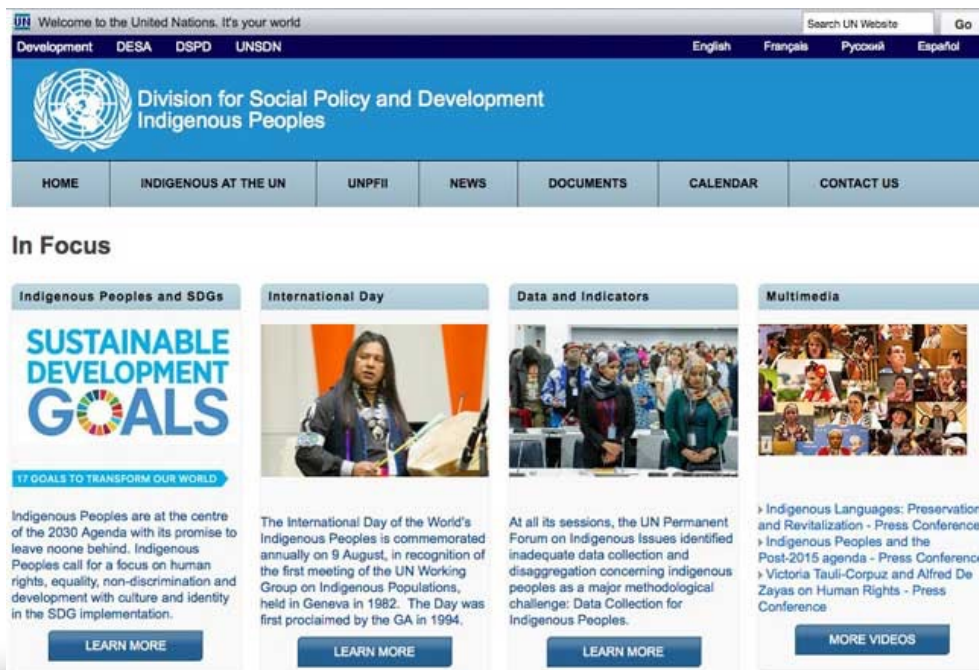 UN Welcome to the United Nations. It's your world
Search UN Website Go
Development DESA DSPD UNSDN English Français Русский Español
Division for Social Policy and Development
Indigenous Peoples
HOME INDIGENOUS AT THE UN UNPFII NEWS DOCUMENTS CALENDAR CONTACT US
In Focus
Indigenous Peoples and SDGs
SUSTAINABLE
DEVELOPMENT
GOALS
17 GOALS TO TRANSFORM OUR WORLD
Indigenous Peoples are at the centre
of the 2030 Agenda with its promise to
leave noone behind. Indigenous
Peoples call for a focus on human
rights, equality, non-discrimination and
development with culture and identity
in the SDG implementation.
LEARN MORE
International Day
The International Day of the World's
Indigenous Peoples is commemorated
annually on 9 August, in recognition of
the first meeting of the UN Working
Group on Indigenous Populations,
held in Geneva in 1982. The Day was
first proclaimed by the GA in 1994.
LEARN MORE
Data and Indicators
At all its sessions, the UN Permanent
Forum on Indigenous Issues identified
inadequate data collection and
disaggregation concerning indigenous
peoples as a major methodological
challenge: Data Collection for
Indigenous Peoples.
LEARN MORE
Multimedia
Indigenous Languages: Preservation
and Revitalization - Press Conference
Indigenous Peoples and the
Post-2015 agenda - Press Conference
Victoria Tauli-Corpuz and Alfred De
Zayas on Human Rights - Press
Conference
MORE VIDEOS